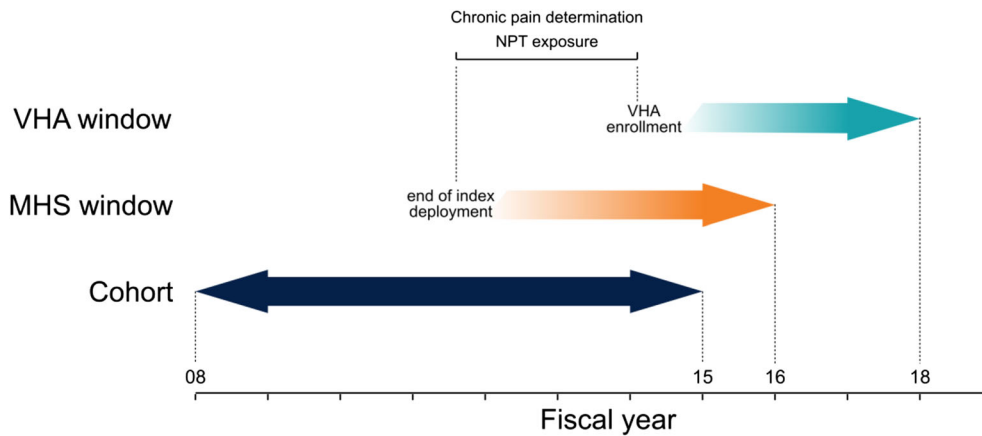 Chronic pain determination
NPT exposure
VHA window
VHA
enrollment
MHS window
end of index
deployment
Cohort
08
15
16
18
Fiscal year